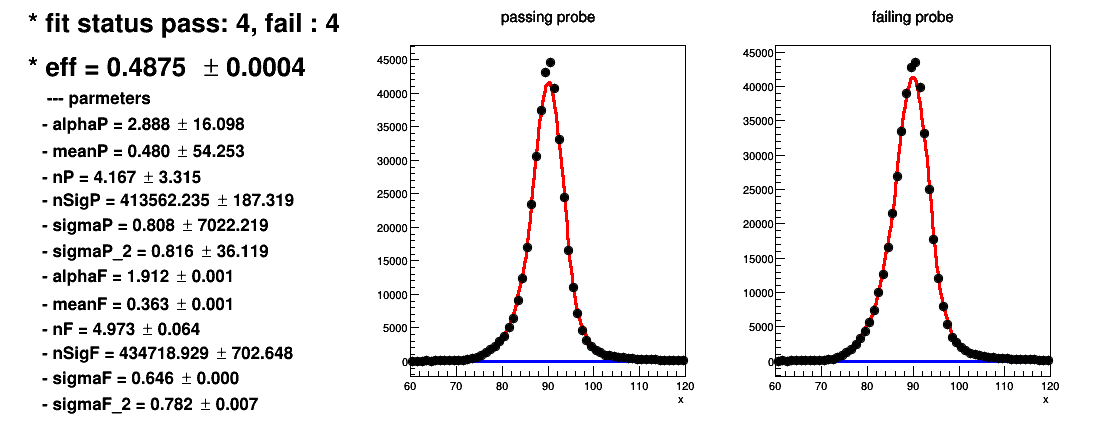 * fit status pass: 4, fail : 4
* eff = 0.4875 ± 0.0004
--- parmeters
- alphaP = 2.888 ± 16.098
- meanP = 0.480 ± 54.253
- nP = 4.167 ± 3.315
- nSigP = 413562.235 ± 187.319
- sigmaP = 0.808 ± 7022.219
- sigmaP_2 = 0.816 ± 36.119
- alphaF = 1.912 ± 0.001
- meanF = 0.363 ± 0.001
- nF = 4.973 ± 0.064
- nSigF = 434718.929 ± 702.648
- sigmaF = 0.646 ± 0.000
- sigmaF_2 = 0.782 ± 0.007
passing probe
45000
40000
35000
30000
25000
20000
15000
10000
5000
0
60 70 80 90 100 110 120
x
failing probe
45000
40000
35000
30000
25000
20000
15000
10000
5000
0
60 70 80 90 100 110 120
x